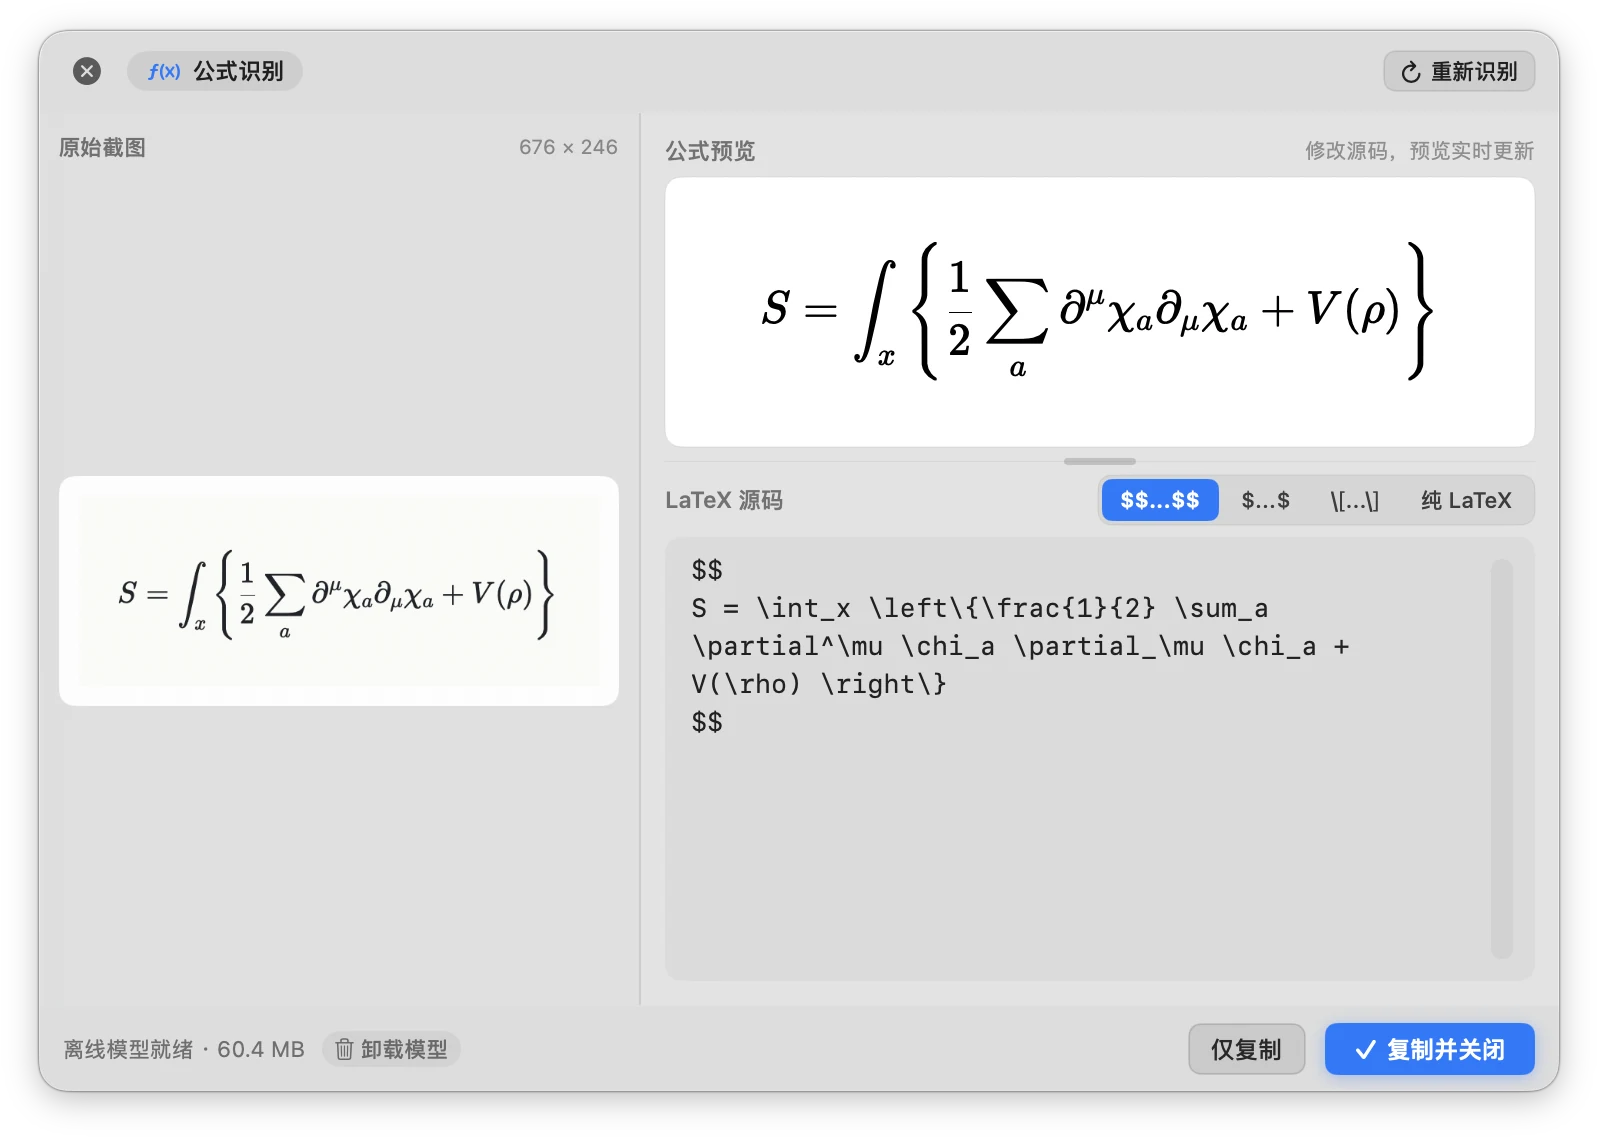 f(x) 公式识别
重新识别
原始截图 676 × 246
S = ∫_x { 1/2 ∑_a ∂^μ χ_a ∂_μ χ_a + V(ρ) }
公式预览 修改源码，预览实时更新
S = ∫_x { 1/2 ∑_a ∂^μ χ_a ∂_μ χ_a + V(ρ) }
LaTeX 源码 $$...$$ $...$ \[...\] 纯 LaTeX
$$
S = \int_x \left\{\frac{1}{2} \sum_a
\partial^\mu \chi_a \partial_\mu \chi_a +
V(\rho) \right\}
$$
离线模型就绪 · 60.4 MB 卸载模型
仅复制 复制并关闭